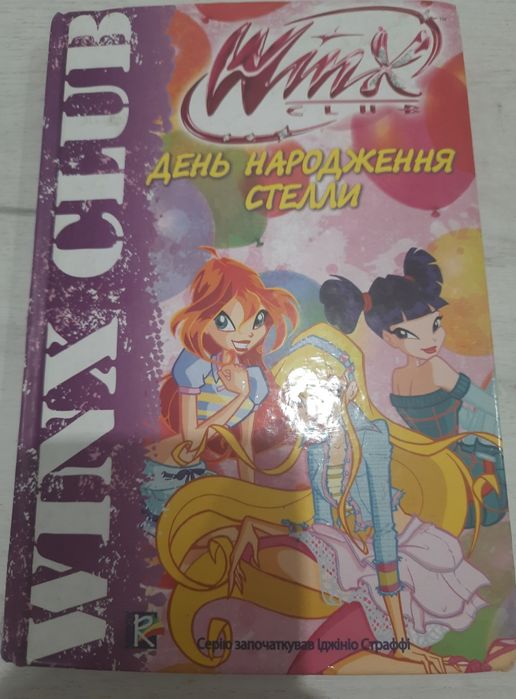 WINX CLUB
Winx
CLUB
ДЕНЬ НАРОДЖЕННЯ
СТЕЛЛИ
Серію започаткував Іджініо Страффі